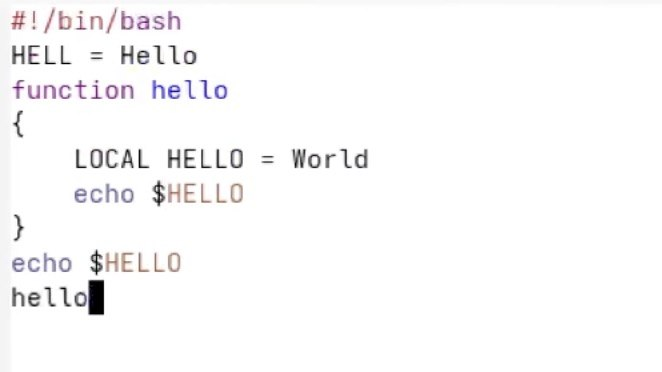 #!/bin/bash
HELL = Hello
function hello
{
    LOCAL HELLO = World
    echo $HELLO
}
echo $HELLO
hello